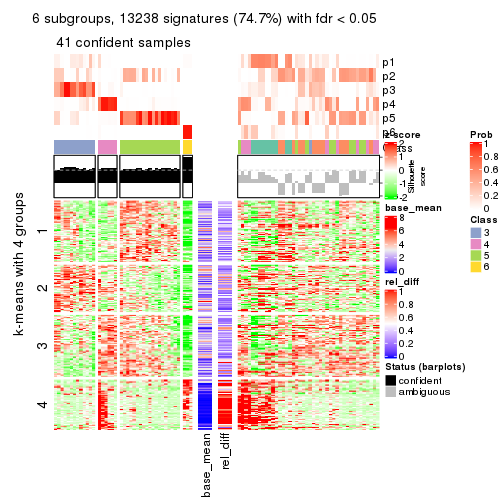 6 subgroups, 13238 signatures (74.7%) with fdr < 0.05
41 confident samples
p1
p2
p3
p4
p5
p6
Class
z-score
2
1
0
-1
-2
Silhouette
score
Prob
1
0.8
0.6
0.4
0.2
0
base_mean
8
6
4
2
0
Class
3
4
5
6
rel_diff
1
0.8
0.6
0.4
0.2
0
Status (barplots)
confident
ambiguous
k-means with 4 groups
1
2
3
4
base_mean
rel_diff